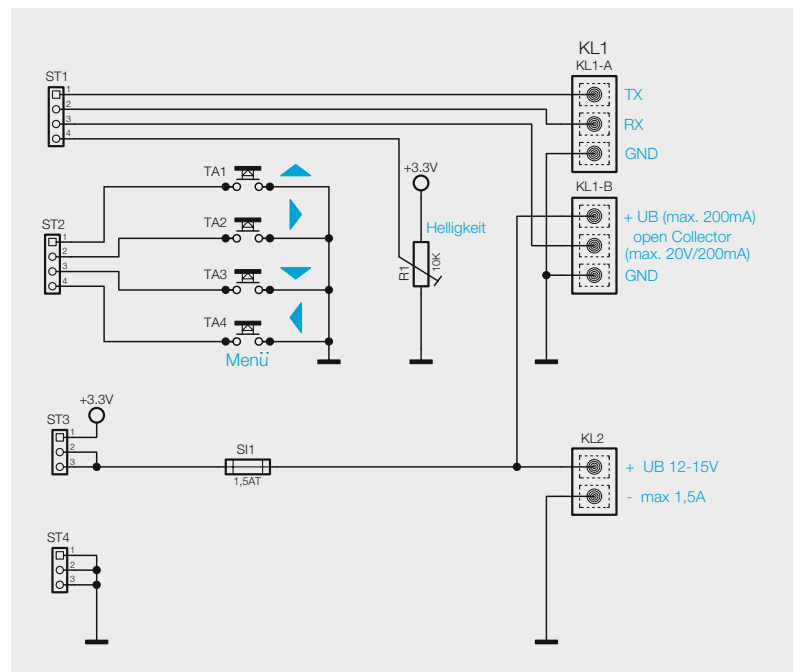 KL1
KL1-A
TX
RX
GND
KL1-B
+ UB (max. 200mA)
open Collector
(max. 20V/200mA)
GND
ST1
1
2
3
4
TA1
TA2
TA3
TA4
Menü
ST2
1
2
3
4
+3.3V
Helligkeit
R1
10K
ST3
1
2
3
+3.3V
SI1
1,5AT
KL2
+ UB 12-15V
- max 1,5A
ST4
1
2
3